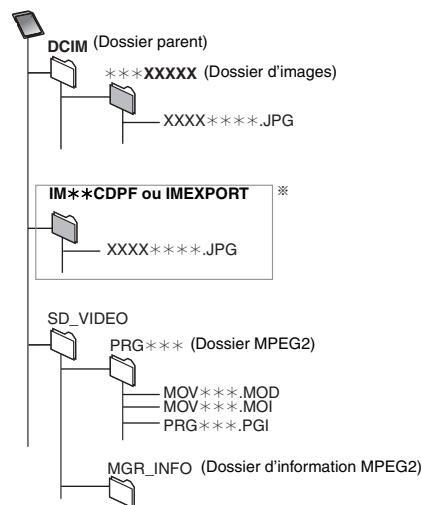 DCIM (Dossier parent)
✳✳✳XXXXX (Dossier d'images)
XXXX✳✳✳✳.JPG
IM✳✳CDPF ou IMEXPORT ※
XXXX✳✳✳✳.JPG
SD_VIDEO
PRG✳✳✳ (Dossier MPEG2)
MOV✳✳✳.MOD
MOV✳✳✳.MOI
PRG✳✳✳.PGI
MGR_INFO (Dossier d'information MPEG2)